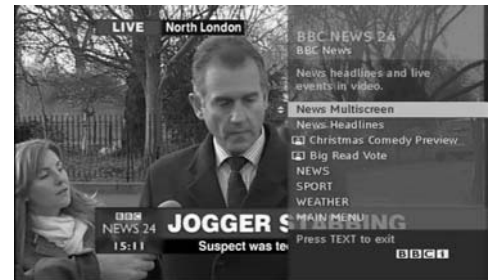 LIVE North London
BBC NEWS 24
BBC News
News headlines and live
events in video.
News Multiscreen
News Headlines
Christmas Comedy Preview
Big Read Vote
NEWS
SPORT
WEATHER
MAIN MENU
Press TEXT to exit
BBCi
BBC
NEWS 24
15:11
JOGGER STABBING
Suspect was